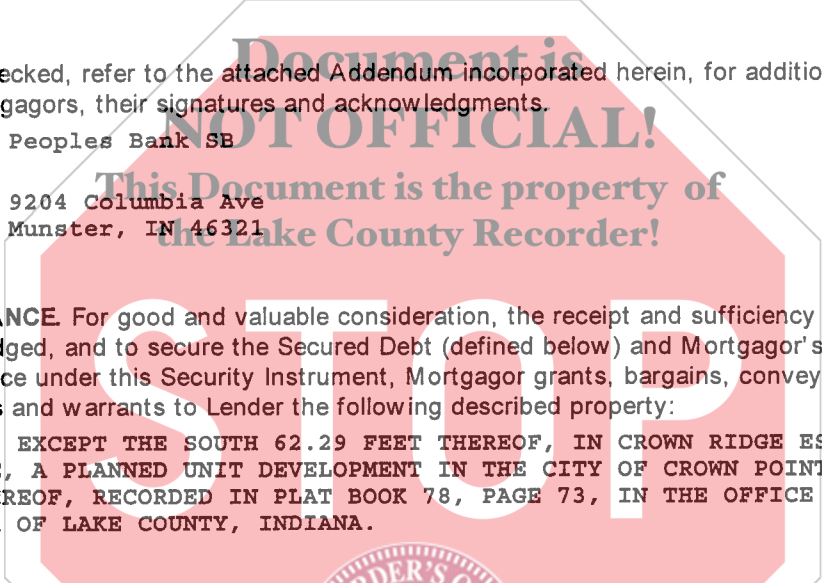 Document is
ecked, refer to the attached Addendum incorporated herein, for additio
gagors, their signatures and acknowledgments.
NOT OFFICIAL!
Peoples Bank SB
This Document is the property of
9204 Columbia Ave
Munster, IN 46321
the Lake County Recorder!
ANCE. For good and valuable consideration, the receipt and sufficiency
dged, and to secure the Secured Debt (defined below) and Mortgagor's
ce under this Security Instrument, Mortgagor grants, bargains, convey
s and warrants to Lender the following described property:
EXCEPT THE SOUTH 62.29 FEET THEREOF, IN CROWN RIDGE ES
, A PLANNED UNIT DEVELOPMENT IN THE CITY OF CROWN POINT
EREOF, RECORDED IN PLAT BOOK 78, PAGE 73, IN THE OFFICE
OF LAKE COUNTY, INDIANA.
STOP
RDER'S O